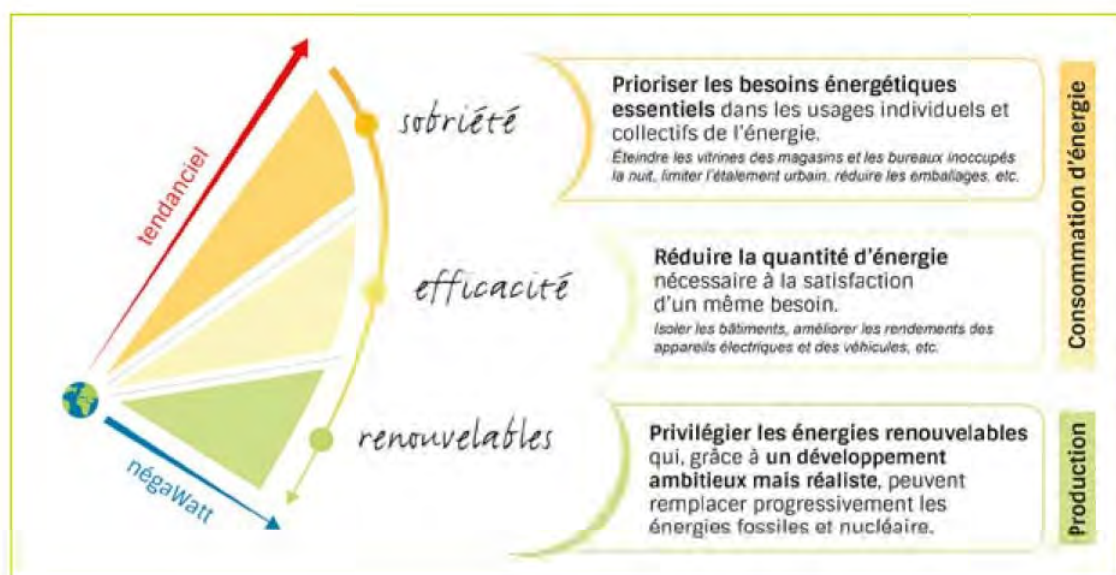 tendanciel
négaWatt
sobriété
Prioriser les besoins énergétiques
essentiels dans les usages individuels et
collectifs de l'énergie.
Éteindre les vitrines des magasins et les bureaux inoccupés
la nuit, limiter l'étalement urbain, réduire les emballages, etc.
efficacité
Réduire la quantité d'énergie
nécessaire à la satisfaction
d'un même besoin.
Isoler les bâtiments, améliorer les rendements des
appareils électriques et des véhicules, etc.
Consommation d'énergie
renouvelables
Privilégier les énergies renouvelables
qui, grâce à un développement
ambitieux mais réaliste, peuvent
remplacer progressivement les
énergies fossiles et nucléaire.
Production